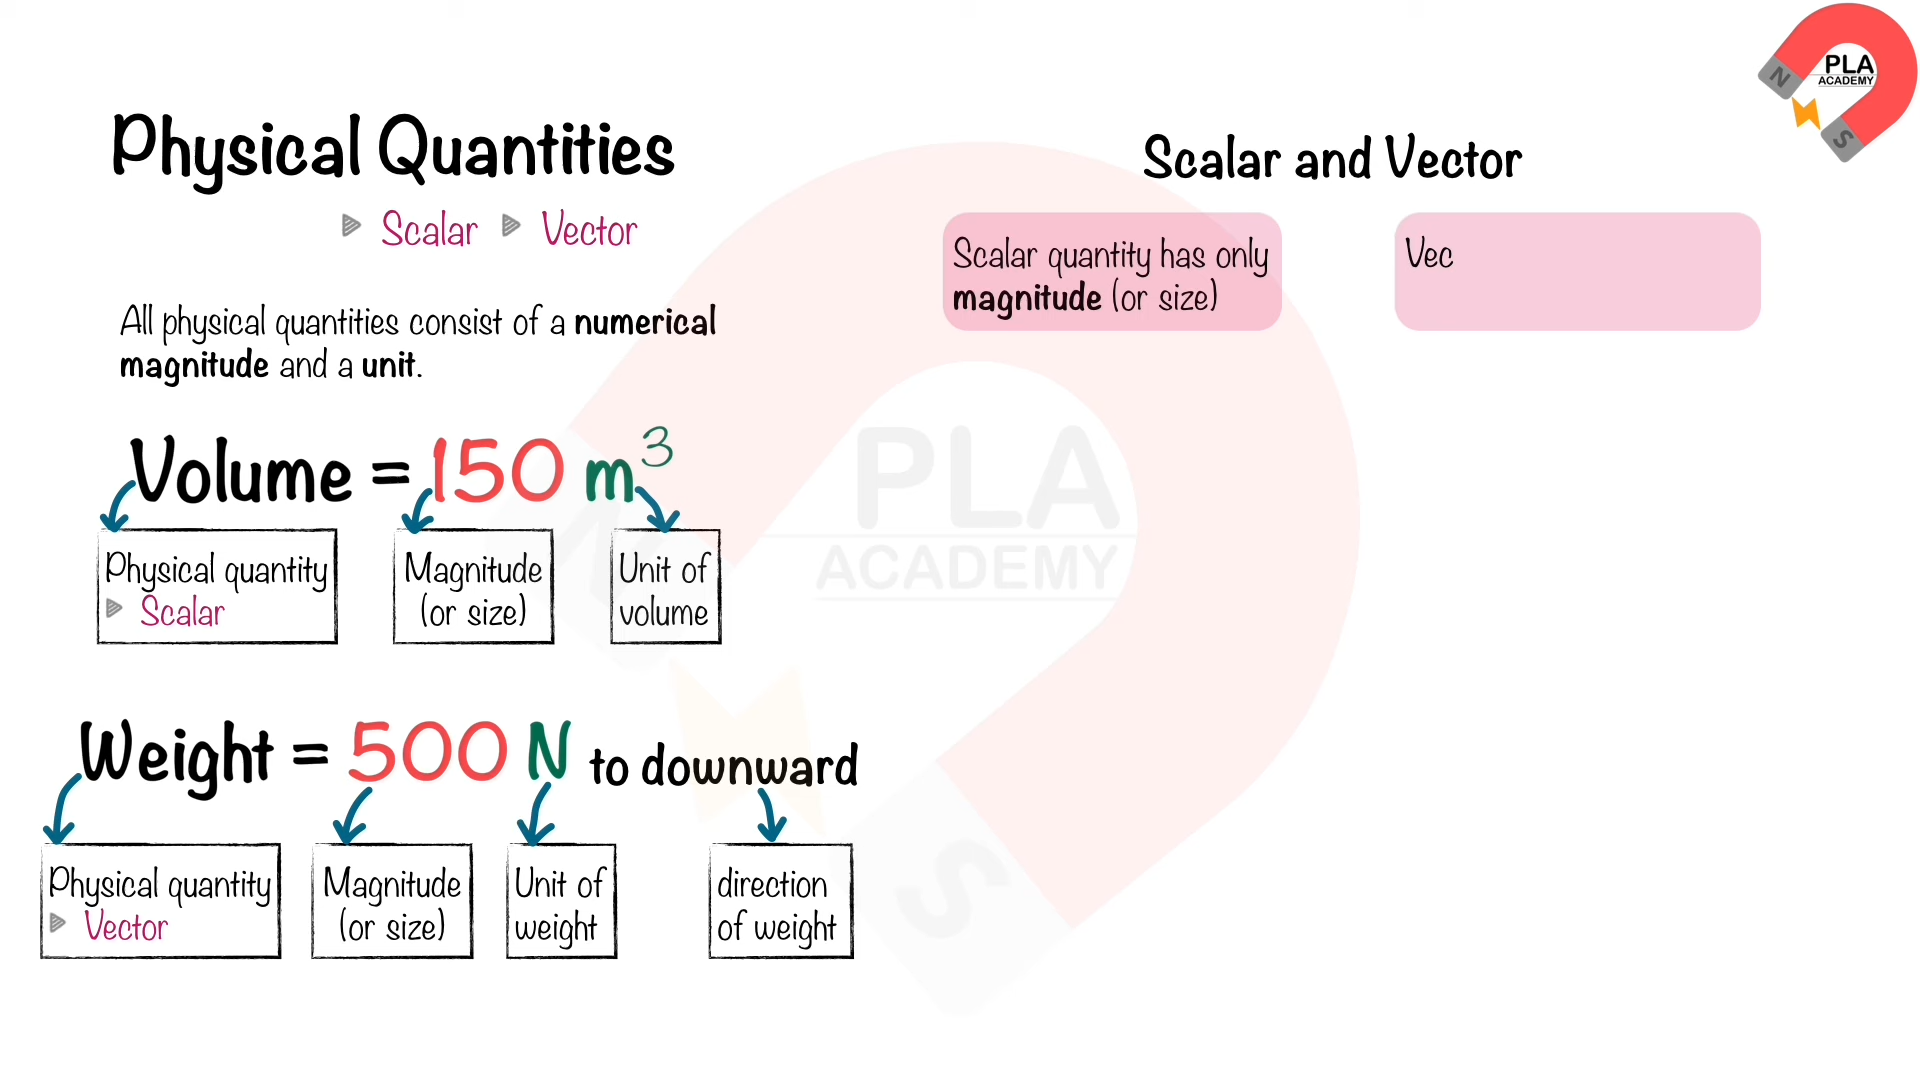 PLA
ACADEMY
N
S
Physical Quantities
Scalar Vector
All physical quantities consist of a numerical
magnitude and a unit.
Volume = 150 m³
Physical quantity
Scalar
Magnitude
(or size)
Unit of
volume
Weight = 500 N to downward
Physical quantity
Vector
Magnitude
(or size)
Unit of
weight
direction
of weight
Scalar and Vector
Scalar quantity has only
magnitude (or size)
Vec
PLA
ACADEMY
N
S